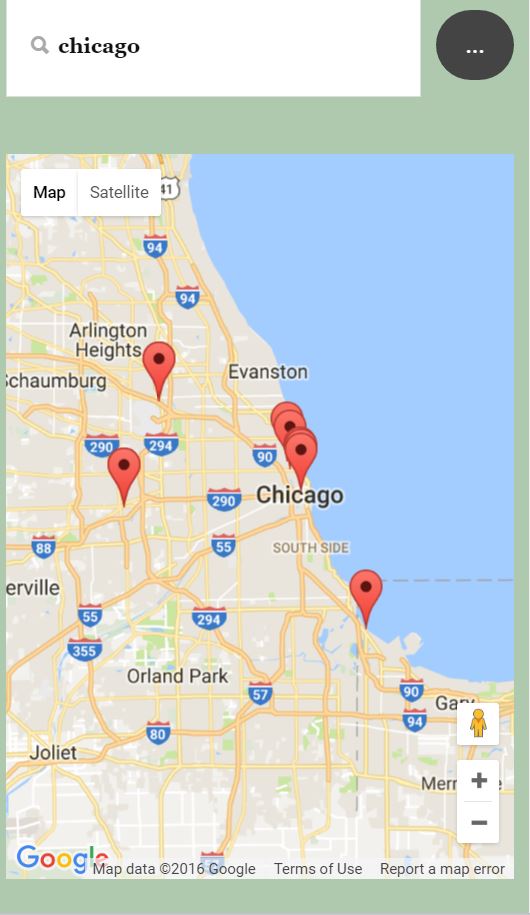 chicago
...
Map Satellite
41
94
94
Arlington
Heights
Schaumburg
Evanston
290
294
90
290
Chicago
88
55
SOUTH SIDE
erville
55
294
355
Orland Park
57
90
Gary
94
80
Joliet
Merr e
+
−
Google
Map data ©2016 Google Terms of Use Report a map error